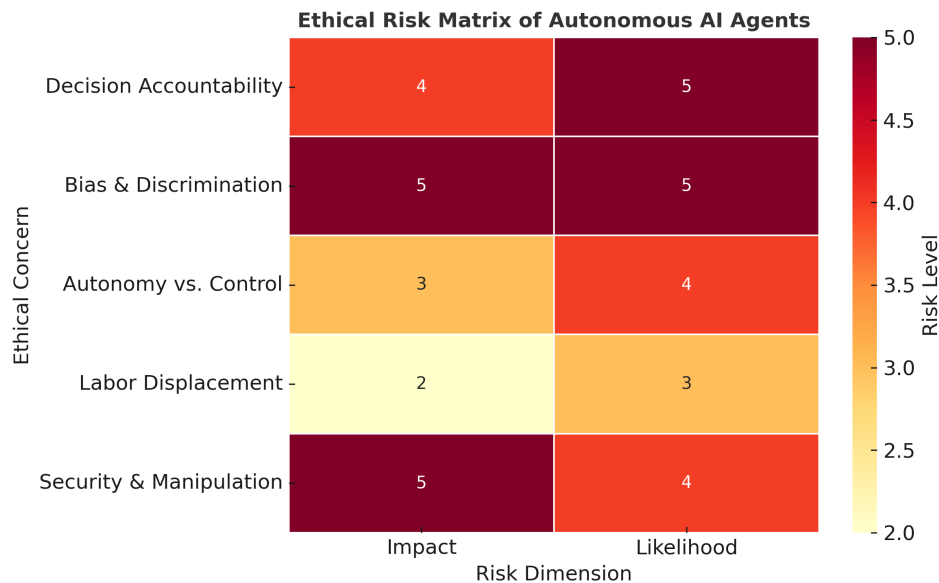 Ethical Risk Matrix of Autonomous AI Agents
Ethical Concern
Decision Accountability
4
5
Bias & Discrimination
5
5
Autonomy vs. Control
3
4
Labor Displacement
2
3
Security & Manipulation
5
4
Impact
Likelihood
Risk Dimension
5.0
4.5
4.0
3.5
3.0
2.5
2.0
Risk Level